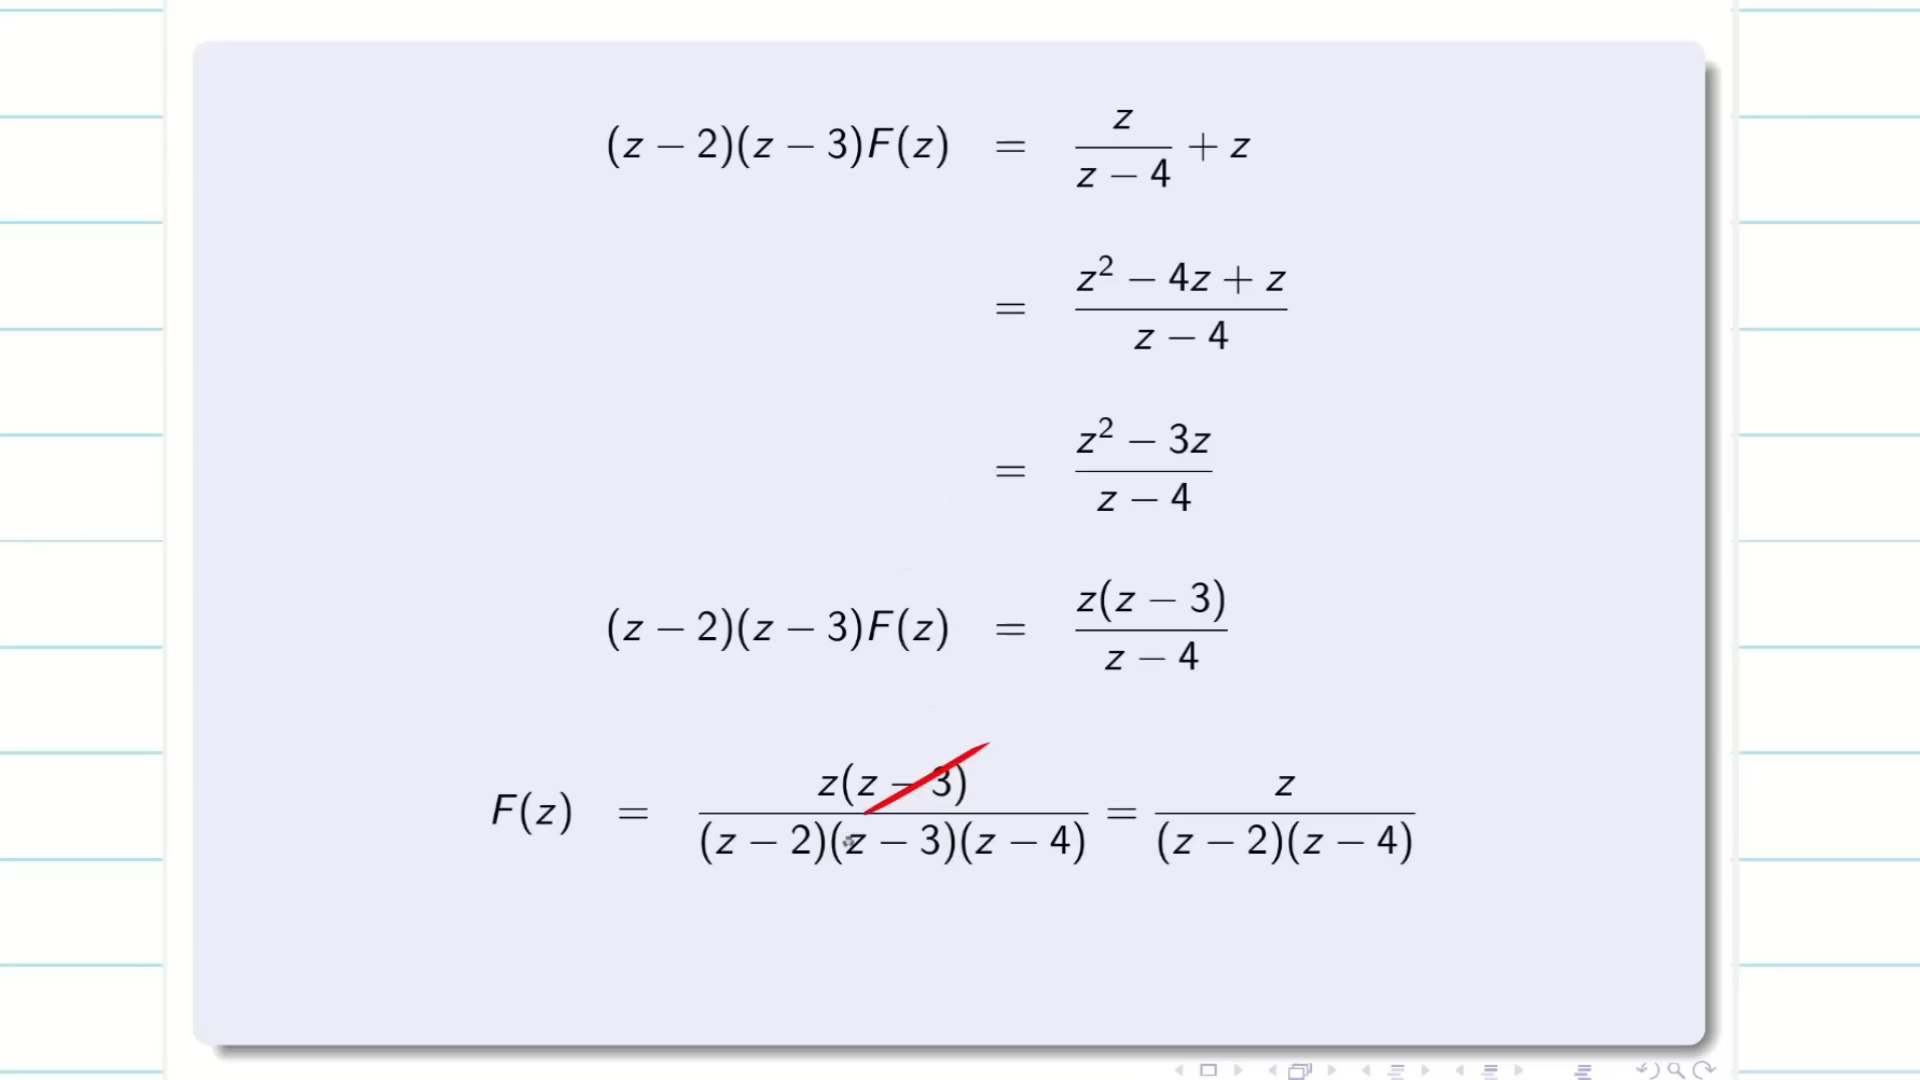 (z − 2)(z − 3)F(z) = z/(z − 4) + z
= (z² − 4z + z)/(z − 4)
= (z² − 3z)/(z − 4)
(z − 2)(z − 3)F(z) = z(z − 3)/(z − 4)
F(z) = z(z − 3)/((z − 2)(z − 3)(z − 4)) = z/((z − 2)(z − 4))